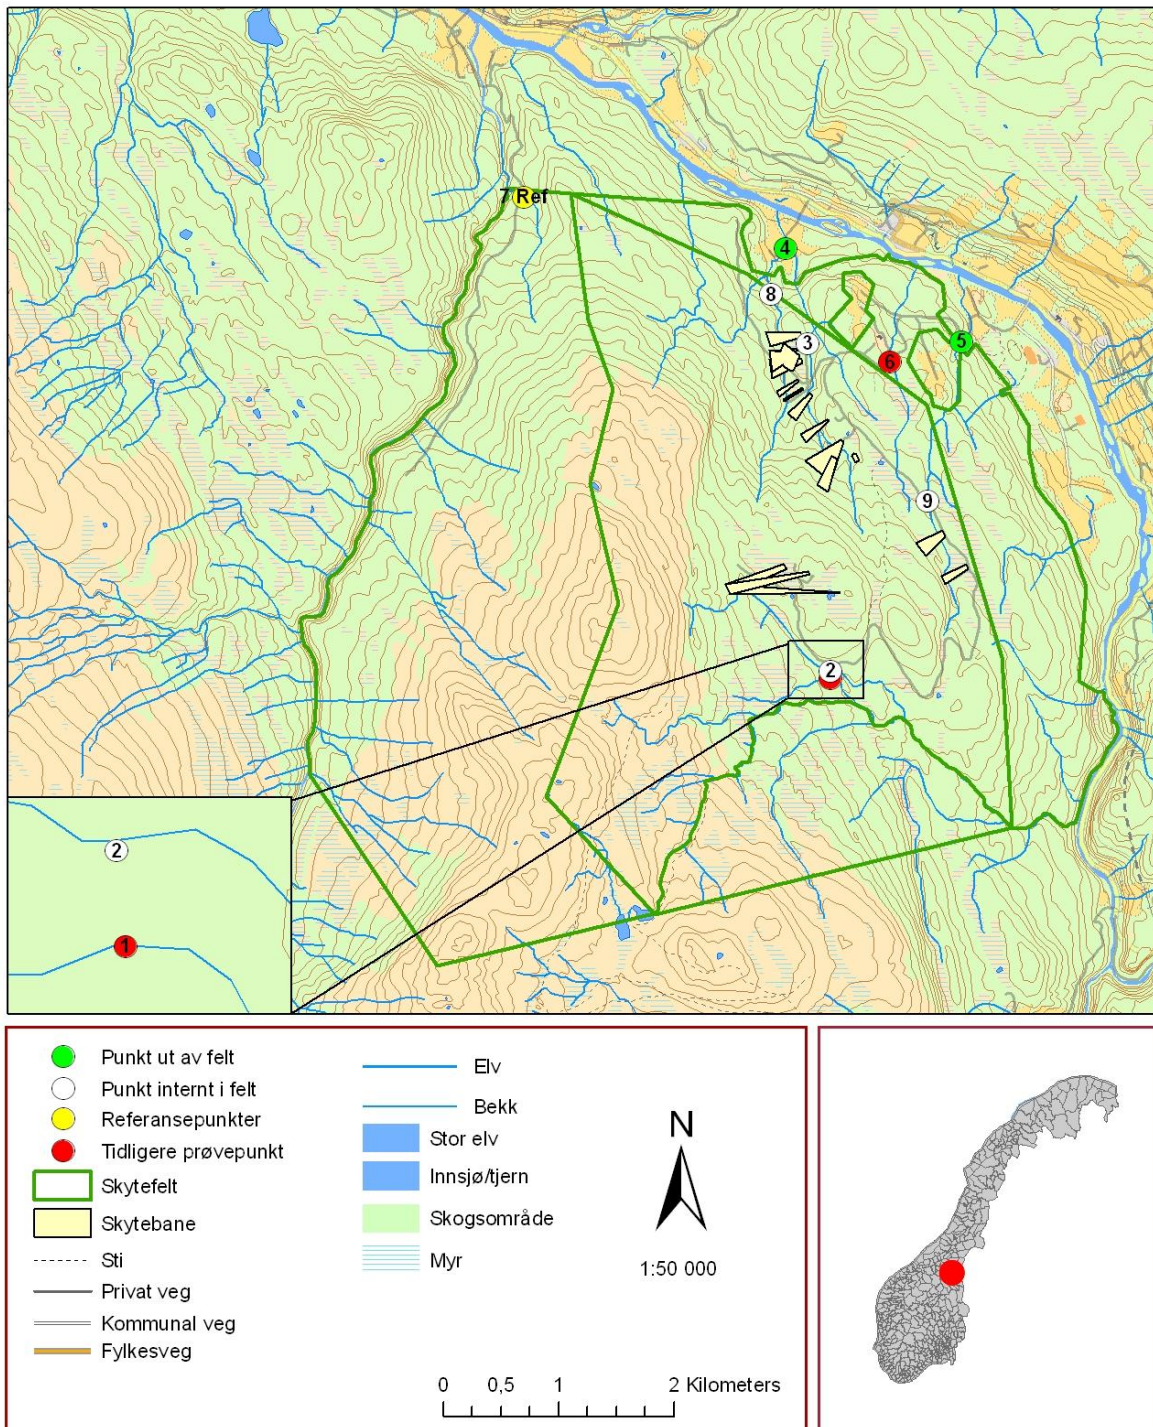 7 Ref
4
8
3
5
6
9
2
2
1
Punkt ut av felt
Punkt internt i felt
Referansepunkter
Tidligere prøvepunkt
Skytefelt
Skytebane
Sti
Privat veg
Kommunal veg
Fylkesveg
Elv
Bekk
Stor elv
Innsjø/tjern
Skogsområde
Myr
N
1:50 000
0 0,5 1 2 Kilometers